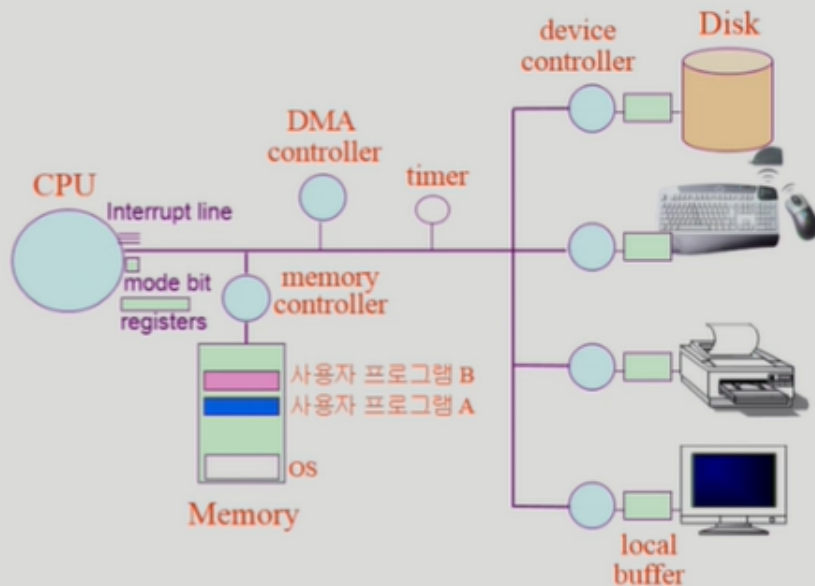 device
controller
Disk
DMA
controller
timer
CPU
Interrupt line
mode bit
registers
memory
controller
사용자 프로그램 B
사용자 프로그램 A
OS
Memory
local
buffer